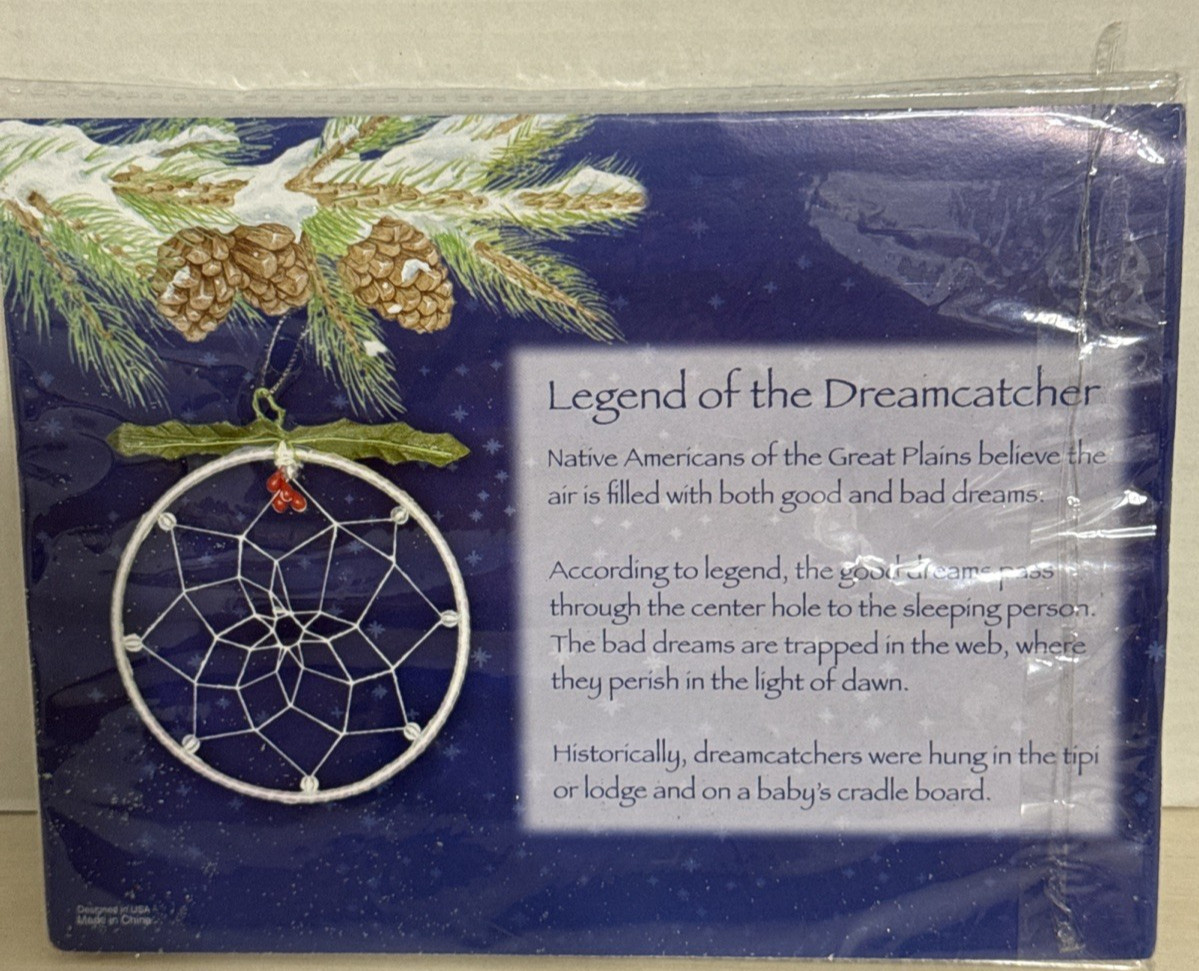 Legend of the Dreamcatcher
Native Americans of the Great Plains believe the
air is filled with both good and bad dreams.
According to legend, the good dreams pass
through the center hole to the sleeping person.
The bad dreams are trapped in the web, where
they perish in the light of dawn.
Historically, dreamcatchers were hung in the tipi
or lodge and on a baby's cradle board.
Designed in USA
Made in China